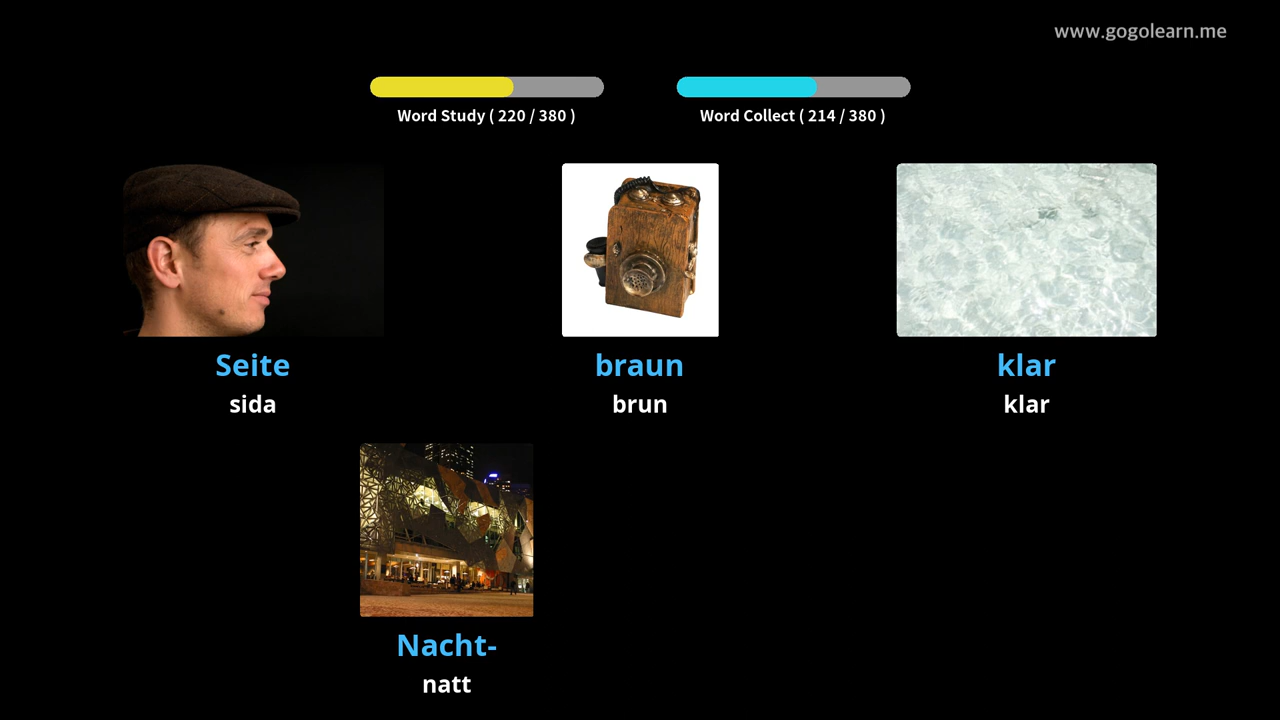 www.gogolearn.me
Word Study ( 220 / 380 )
Word Collect ( 214 / 380 )
Seite
sida
braun
brun
klar
klar
Nacht-
natt